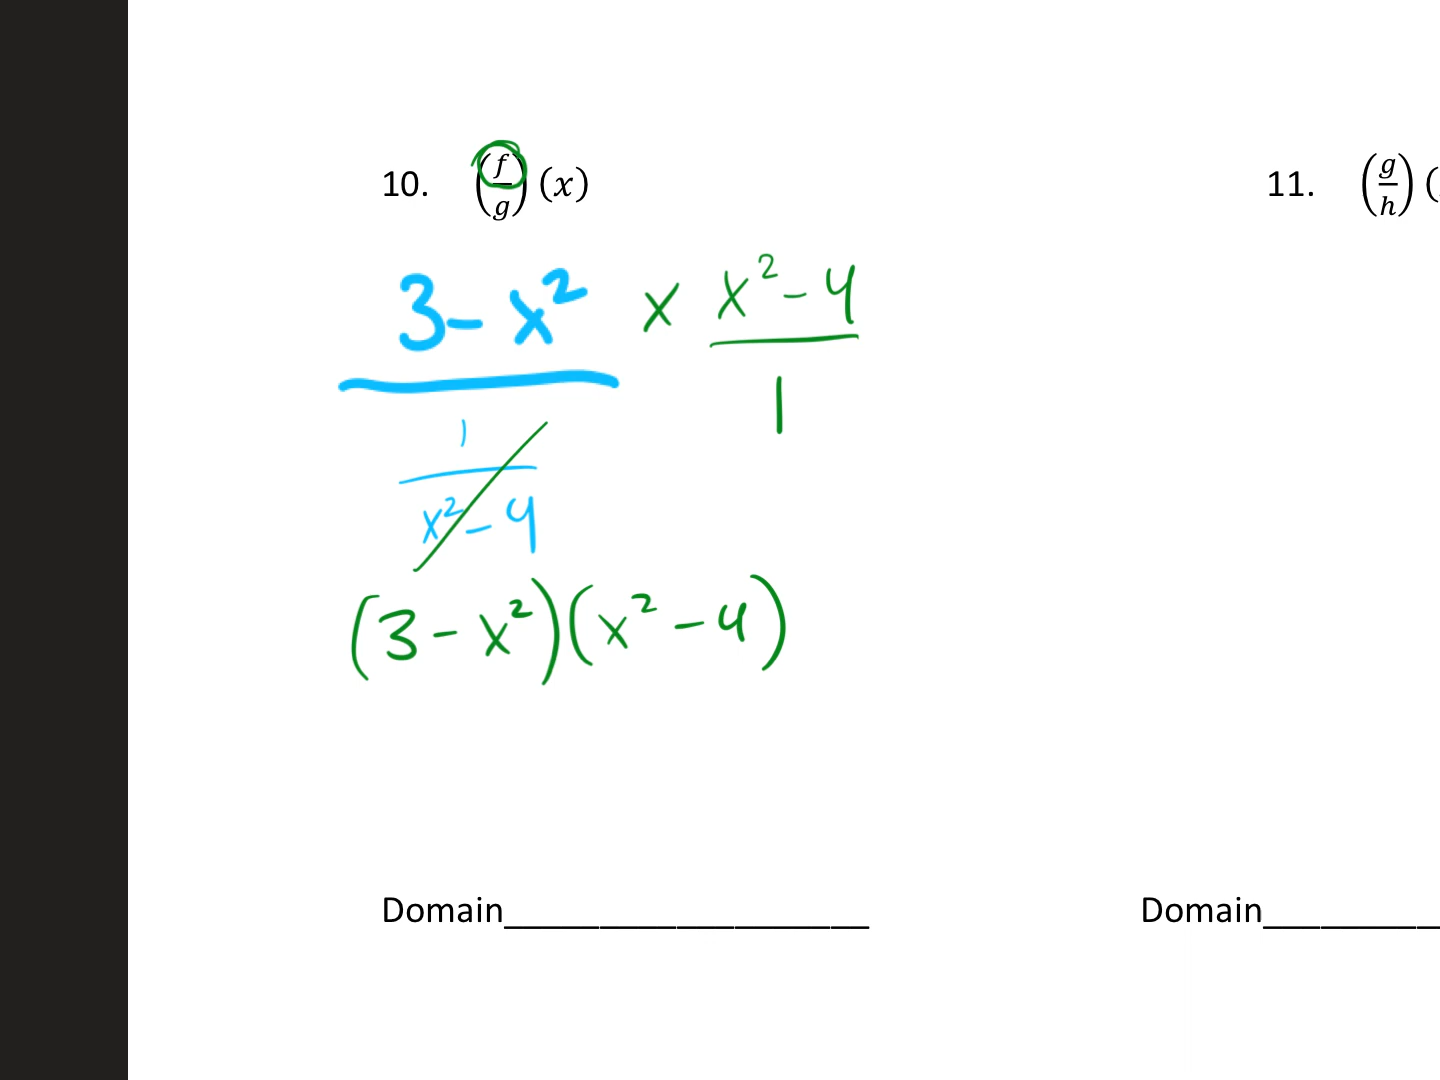 10. (f/g)(x)
11. (g/h)(
3 - x² x x² - 4
1
1
x² - 4
(3 - x²)(x² - 4)
Domain____________________
Domain__________